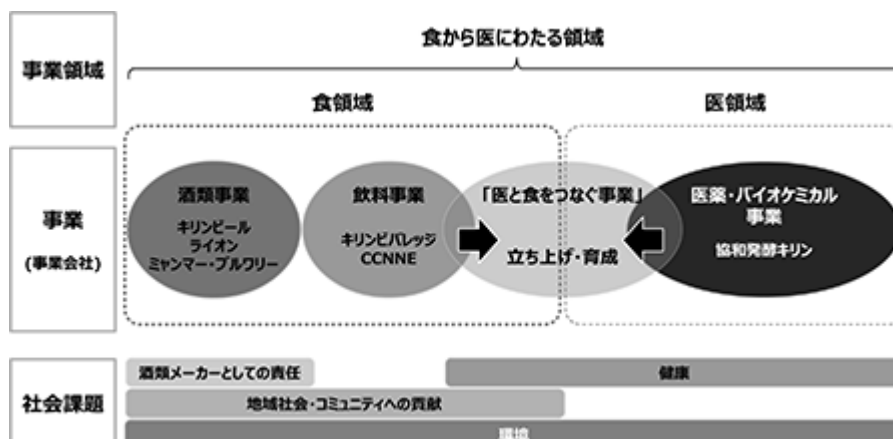 食から医にわたる領域
事業領域
食領域
医領域
事業
(事業会社)
酒類事業
キリンビール
ライオン
ミャンマー・ブルワリー
飲料事業
キリンビバレッジ
CCNNE
「医と食をつなぐ事業」
立ち上げ・育成
医薬・バイオケミカル
事業
協和発酵キリン
社会課題
酒類メーカーとしての責任
健康
地域社会・コミュニティへの貢献
環境